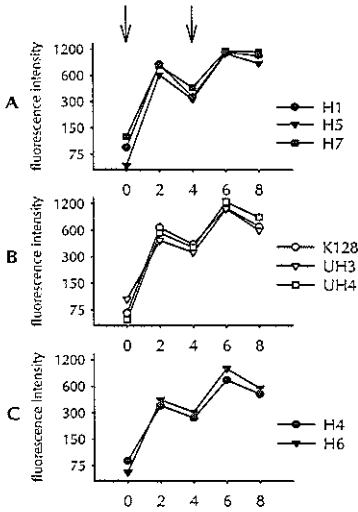 A
fluorescence intensity
1200
600
300
150
75
0 2 4 6 8
H1
H5
H7
B
fluorescence intensity
1200
600
300
150
75
0 2 4 6 8
K128
UH3
UH4
C
fluorescence intensity
1200
600
300
150
75
0 2 4 6 8
H4
H6